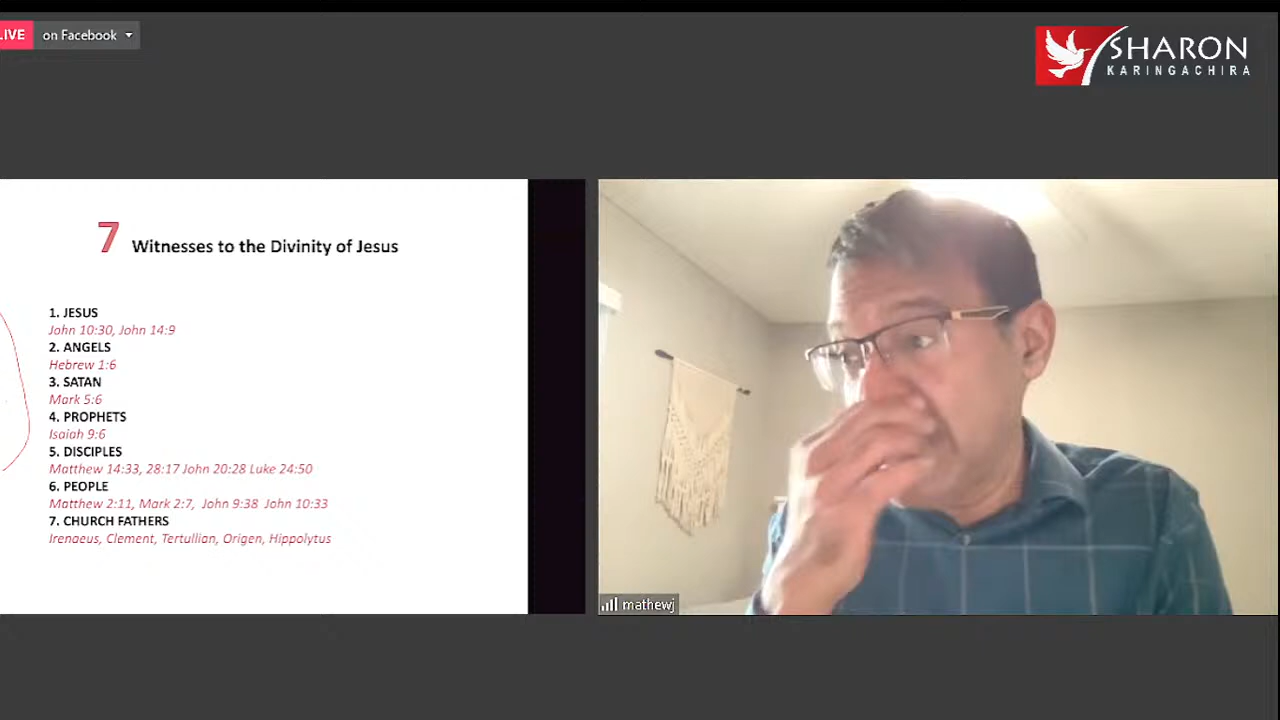 LIVE
on Facebook
SHARON
KARINGACHIRA
7 Witnesses to the Divinity of Jesus
1. JESUS
John 10:30, John 14:9
2. ANGELS
Hebrew 1:6
3. SATAN
Mark 5:6
4. PROPHETS
Isaiah 9:6
5. DISCIPLES
Matthew 14:33, 28:17 John 20:28 Luke 24:50
6. PEOPLE
Matthew 2:11, Mark 2:7, John 9:38 John 10:33
7. CHURCH FATHERS
Irenaeus, Clement, Tertullian, Origen, Hippolytus
mathewj